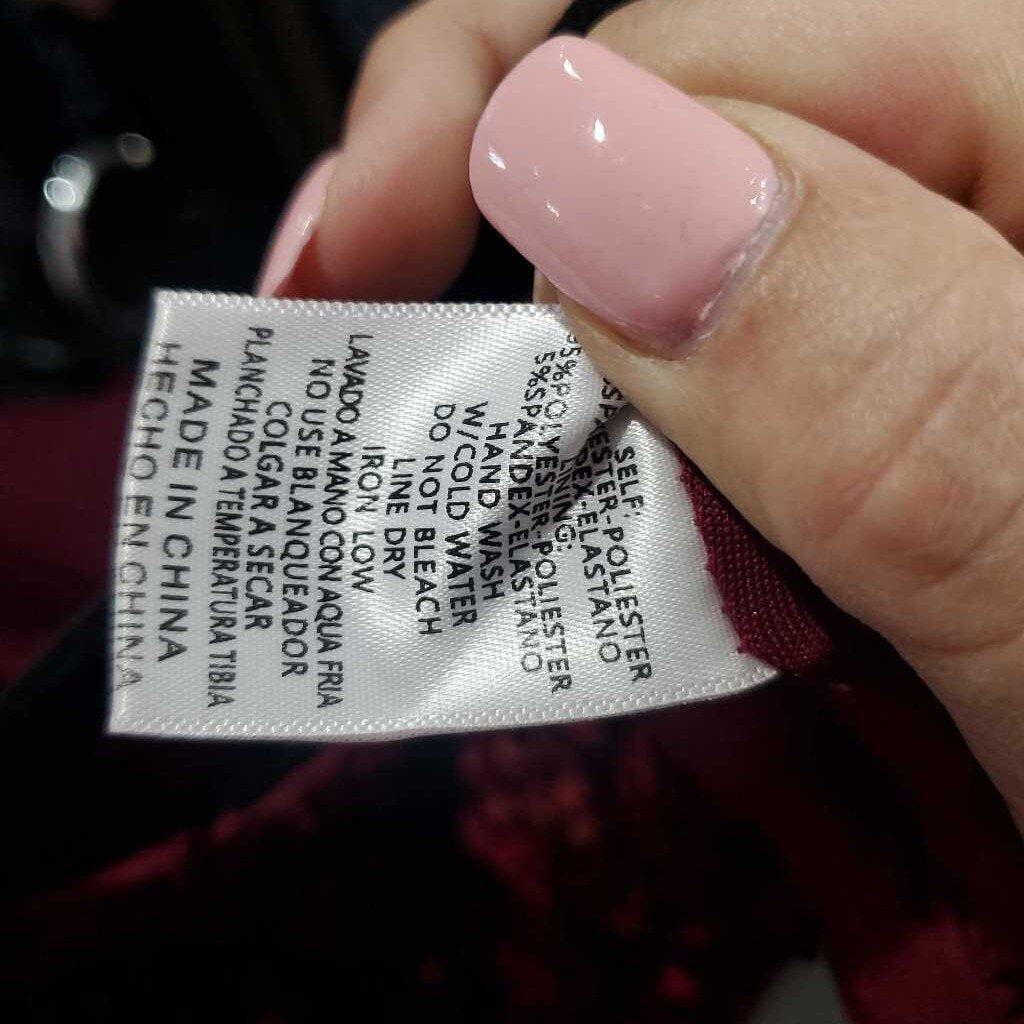 SELF:
POLIESTER
ELASTANO
LINING:
95%POLYESTER-POLIESTER
5%SPANDEX-ELASTANO
HAND WASH
W/COLD WATER
DO NOT BLEACH
LINE DRY
IRON LOW
LAVADO A MANO CON AQUA FRIA
NO USE BLANQUEADOR
COLGAR A SECAR
PLANCHADO A TEMPERATURA TIBIA
MADE IN CHINA
HECHO EN CHINA